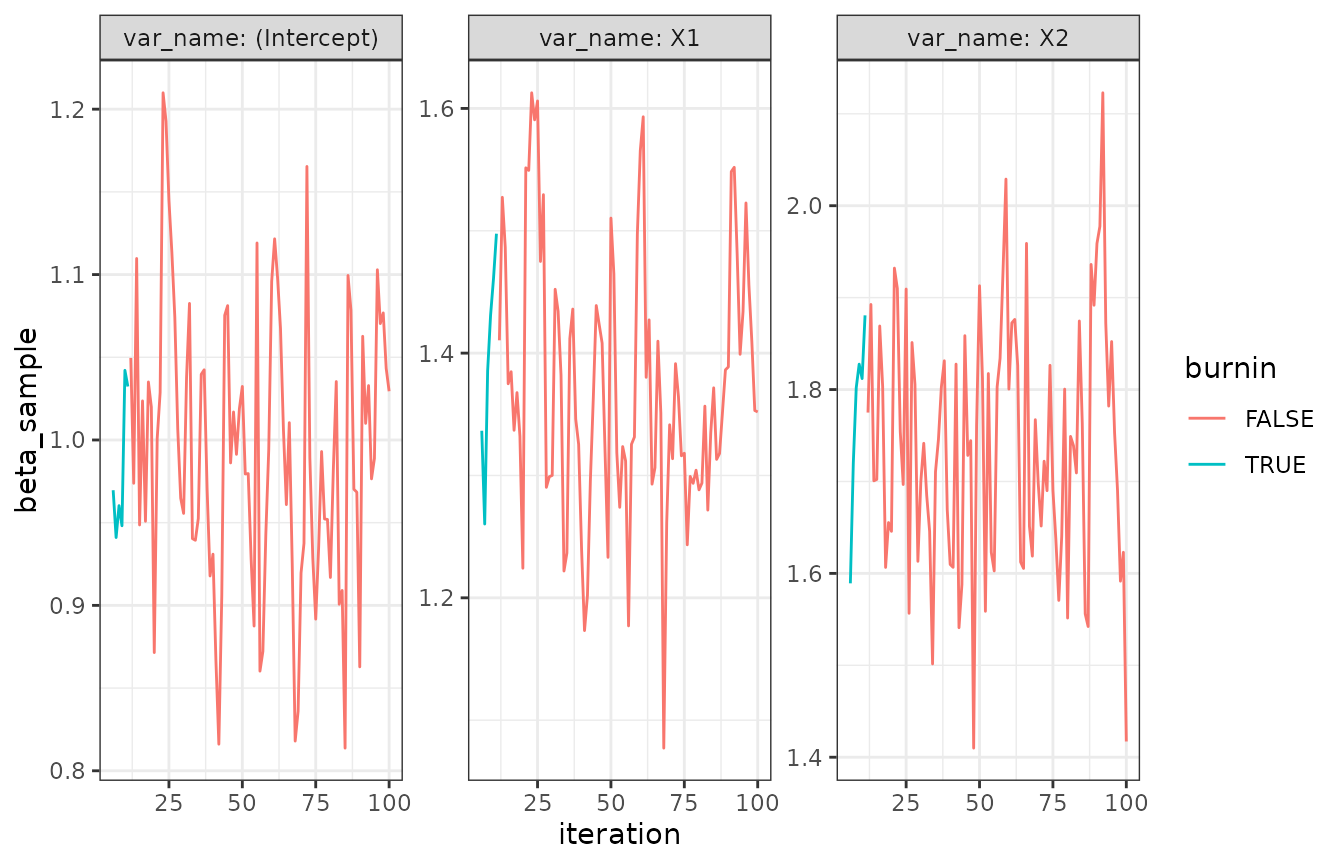 var_name: (Intercept)
var_name: X1
var_name: X2
beta_sample
1.2
1.1
1.0
0.9
0.8
1.6
1.4
1.2
2.0
1.8
1.6
1.4
25 50 75 100
25 50 75 100
25 50 75 100
iteration
burnin
FALSE
TRUE